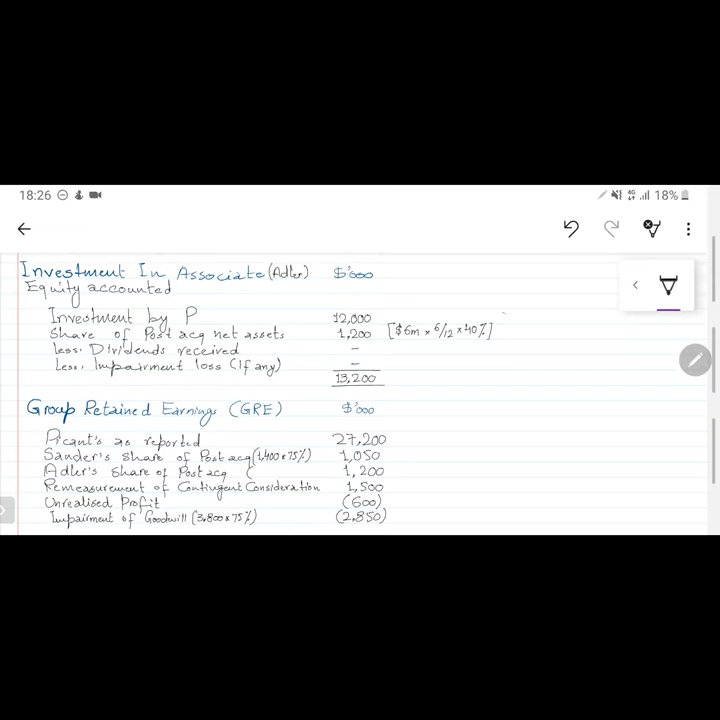 18:26 4G 18%
Investment In Associate (Adler) $'000
Equity accounted
Investment by P 12,000
Share of Post acq net assets 1,200 [$6m × 6/12 × 40%]
less. Dividends received –
Less. Impairment loss (If any) –
13,200
Group Retained Earnings (GRE) $'000
Picant's as reported 27,200
Sander's share of Post acq (1,400 × 75%) 1,050
Adler's share of Post acq ( 1,200
Remeasurement of Contingent Consideration 1,500
Unrealised Profit (600)
Impairment of Goodwill (3,800 × 75%) (2,850)